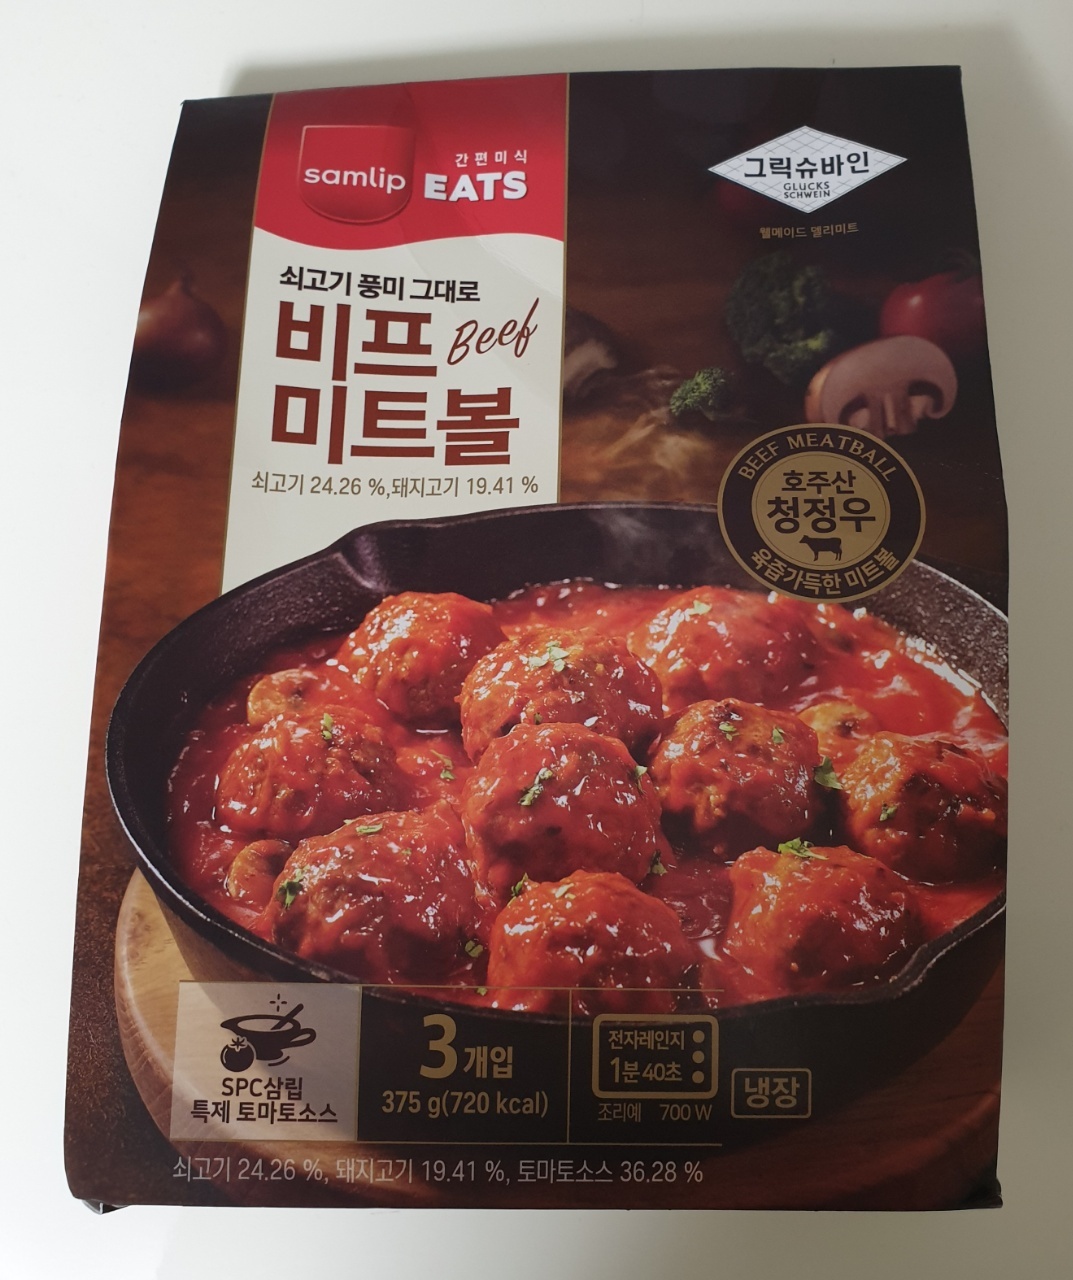 samlip
간편미식
EATS
그릭슈바인
GLÜCKS
SCHWEIN
웰메이드 델리미트
쇠고기 풍미 그대로
비프 Beef
미트볼
쇠고기 24.26 %,돼지고기 19.41 %
BEEF MEATBALL
호주산
청정우
육즙가득한 미트볼
SPC삼립
특제 토마토소스
3개입
375 g(720 kcal)
전자레인지
1분 40초
조리예 700 W
냉장
쇠고기 24.26 %, 돼지고기 19.41 %, 토마토소스 36.28 %